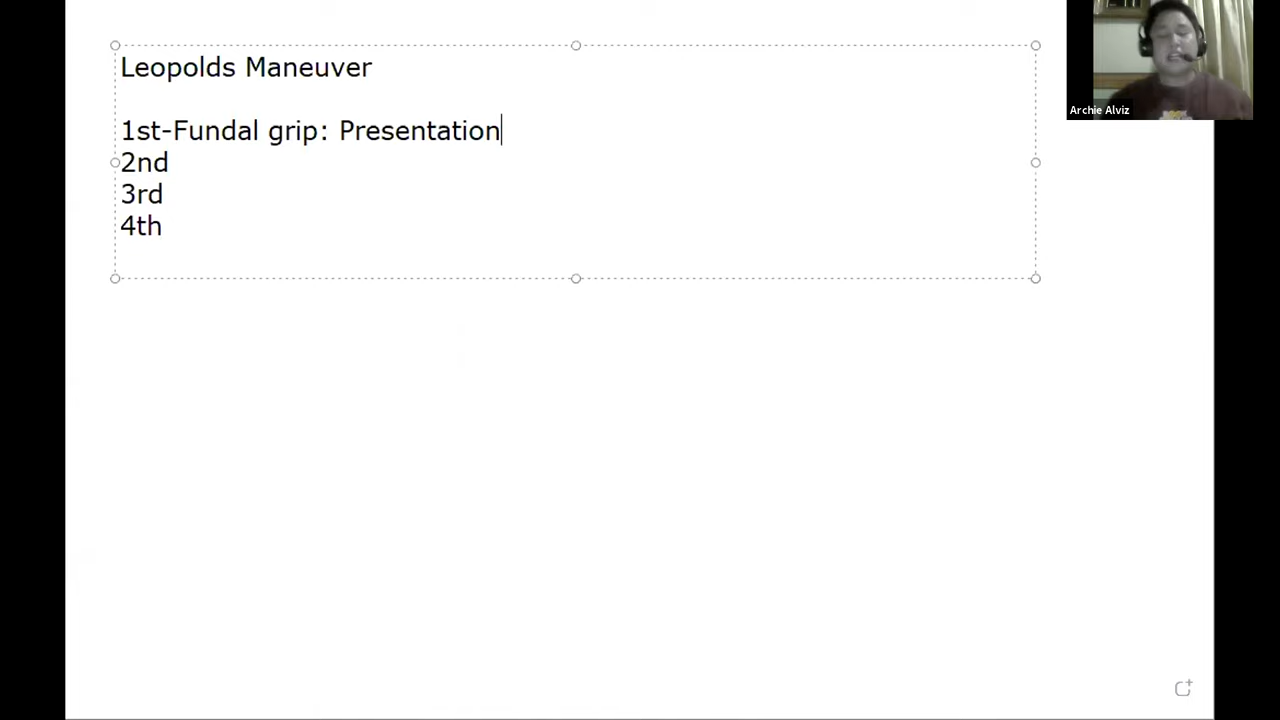 Leopolds Maneuver
1st-Fundal grip: Presentation
2nd
3rd
4th
Archie Alviz